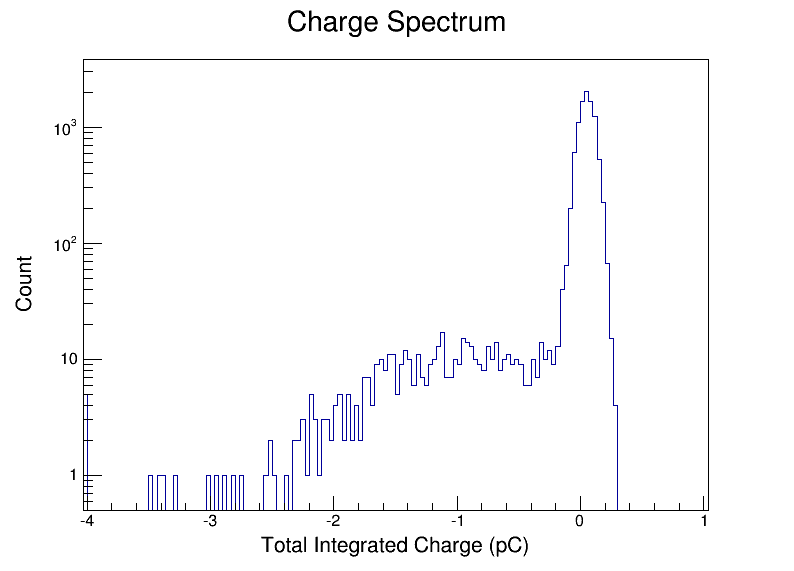 Charge Spectrum
Count
10³
10²
10
1
-4 -3 -2 -1 0 1
Total Integrated Charge (pC)